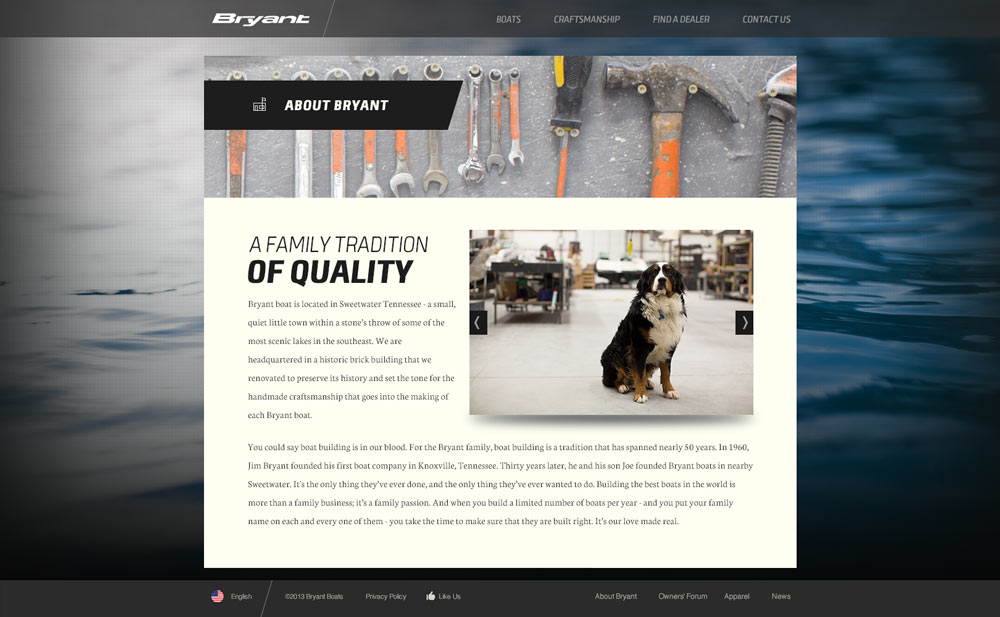 Bryant
BOATS CRAFTSMANSHIP FIND A DEALER CONTACT US
ABOUT BRYANT
A FAMILY TRADITION
OF QUALITY
Bryant boat is located in Sweetwater Tennessee - a small,
quiet little town within a stone's throw of some of the
most scenic lakes in the southeast. We are
headquartered in a historic brick building that we
renovated to preserve its history and set the tone for the
handmade craftsmanship that goes into the making of
each Bryant boat.
You could say boat building is in our blood. For the Bryant family, boat building is a tradition that has spanned nearly 50 years. In 1960,
Jim Bryant founded his first boat company in Knoxville, Tennessee. Thirty years later, he and his son Joe founded Bryant boats in nearby
Sweetwater. It's the only thing they've ever done, and the only thing they've ever wanted to do. Building the best boats in the world is
more than a family business; it's a family passion. And when you build a limited number of boats per year - and you put your family
name on each and every one of them - you take the time to make sure that they are built right. It's our love made real.
English ©2013 Bryant Boats Privacy Policy Like Us About Bryant Owners' Forum Apparel News